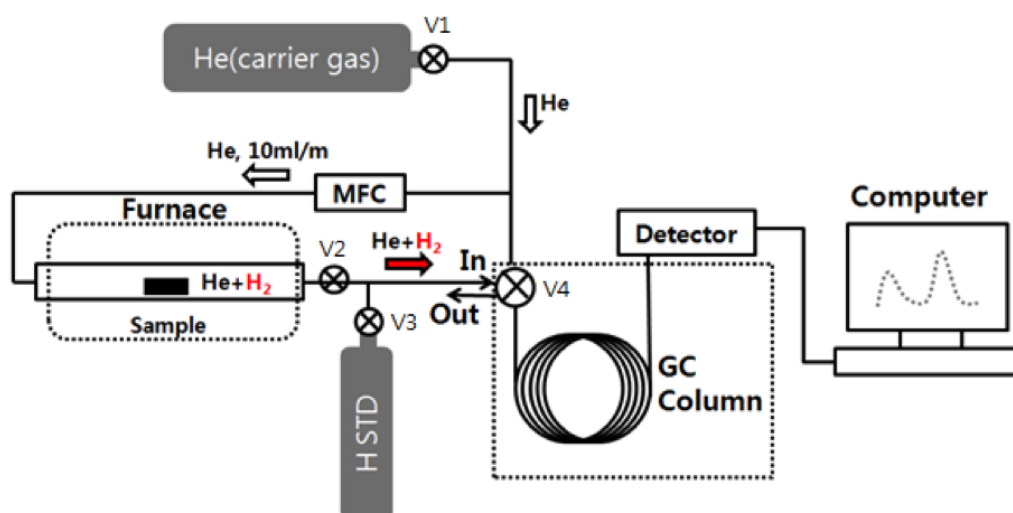 V1
He(carrier gas)
He
He, 10ml/m
MFC
Furnace
Computer
Detector
V2
He+H₂
In
He+H₂
V4
Out
Sample
V3
GC
Column
H STD